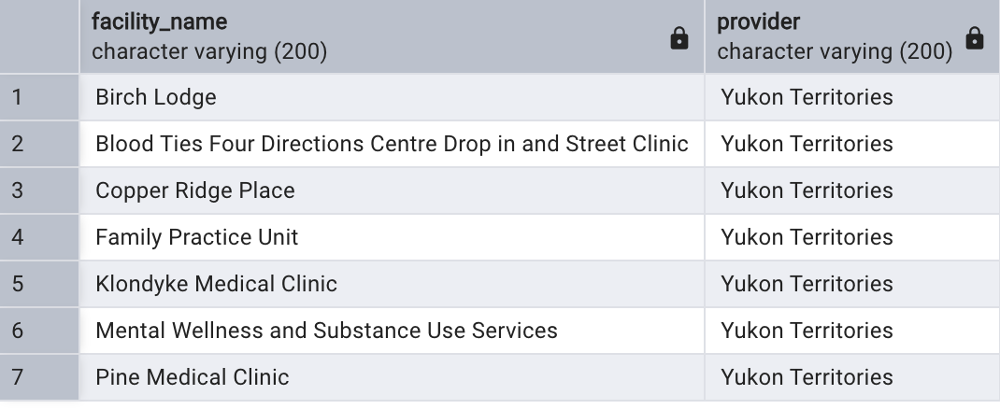 facility_name provider
character varying (200) character varying (200)
1 Birch Lodge Yukon Territories
2 Blood Ties Four Directions Centre Drop in and Street Clinic Yukon Territories
3 Copper Ridge Place Yukon Territories
4 Family Practice Unit Yukon Territories
5 Klondyke Medical Clinic Yukon Territories
6 Mental Wellness and Substance Use Services Yukon Territories
7 Pine Medical Clinic Yukon Territories